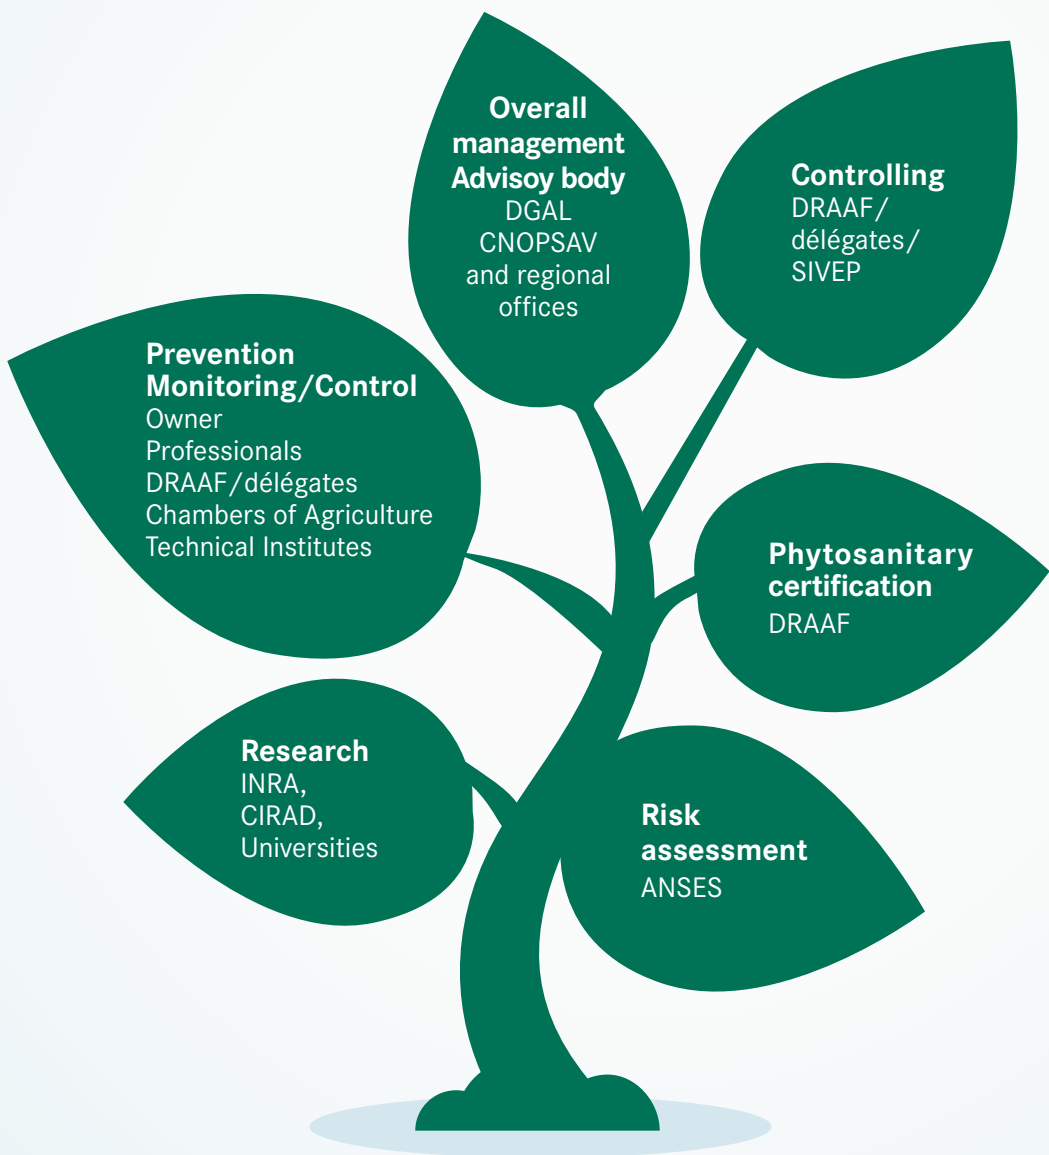 Overall
management
Advisoy body
DGAL
CNOPSAV
and regional
offices
Controlling
DRAAF/
délégates/
SIVEP
Prevention
Monitoring/Control
Owner
Professionals
DRAAF/délégates
Chambers of Agriculture
Technical Institutes
Phytosanitary
certification
DRAAF
Research
INRA,
CIRAD,
Universities
Risk
assessment
ANSES